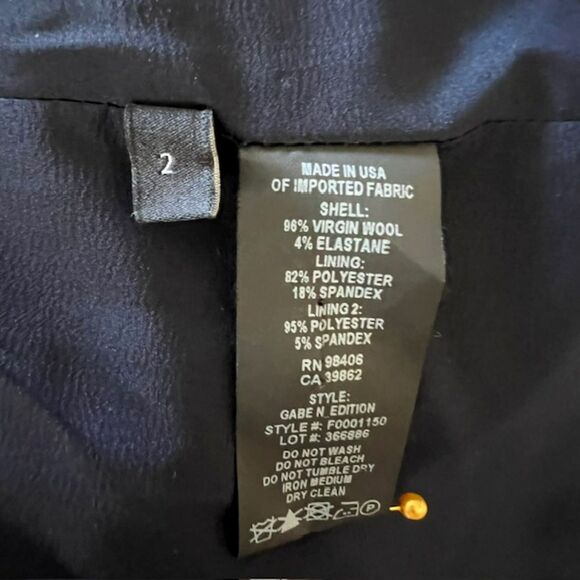 2
MADE IN USA
OF IMPORTED FABRIC
SHELL:
96% VIRGIN WOOL
4% ELASTANE
LINING:
82% POLYESTER
18% SPANDEX
LINING 2:
95% POLYESTER
5% SPANDEX
RN 98406
CA 39862
STYLE:
GABE N_EDITION
STYLE #: F0001150
LOT #: 366886
DO NOT WASH
DO NOT BLEACH
DO NOT TUMBLE DRY
IRON MEDIUM
DRY CLEAN
P